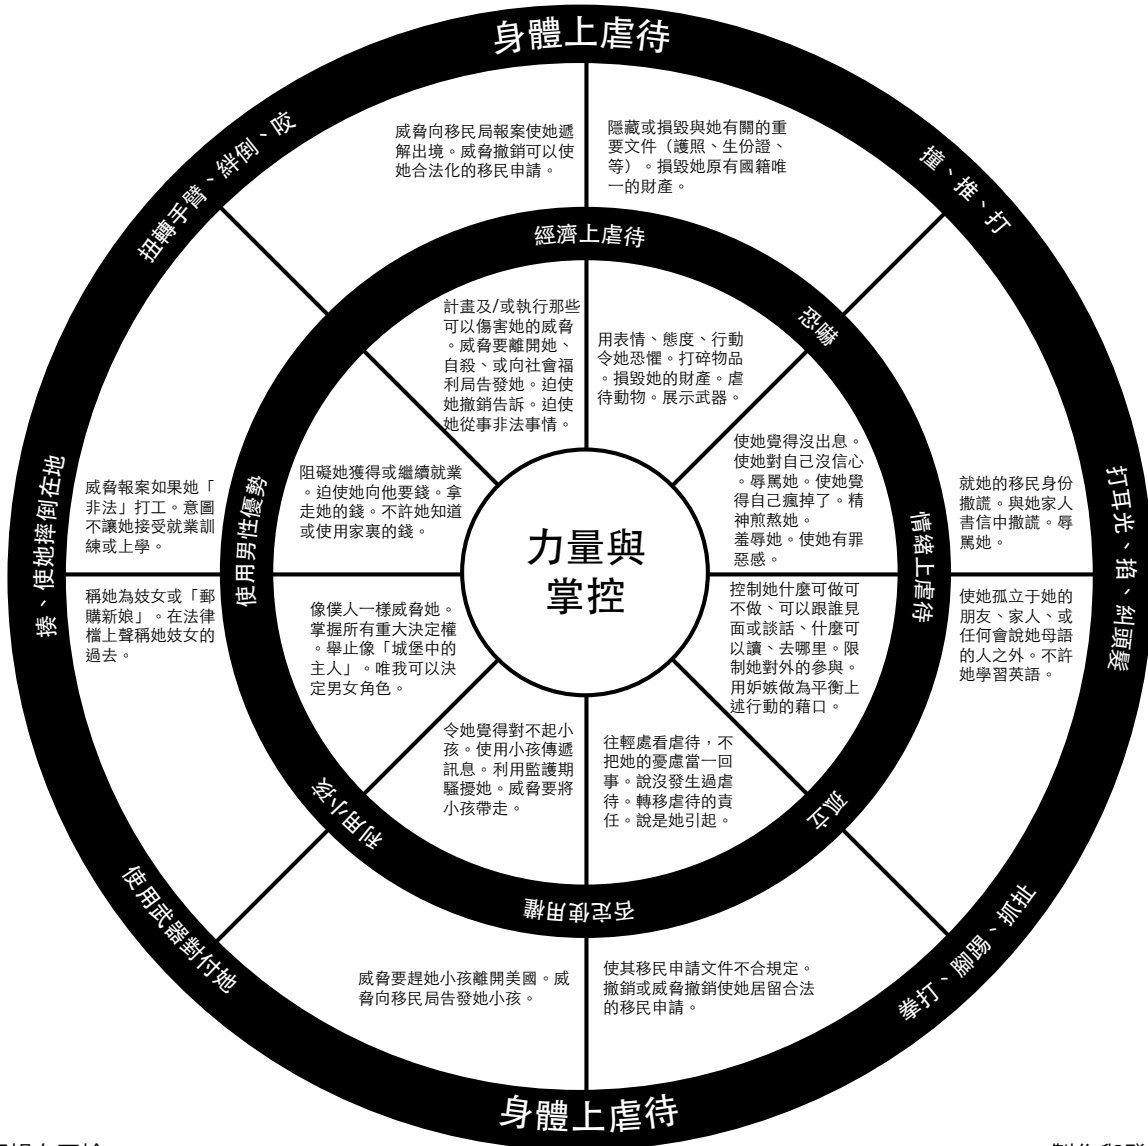 身體上虐待
扭轉手臂、絆倒、咬
撞、推、打
威脅向移民局報案使她遞
解出境。威脅撤銷可以使
她合法化的移民申請。
隱藏或損毀與她有關的重
要文件（護照、生份證、
等）。損毀她原有國籍唯
一的財產。
經濟上虐待
恐嚇
計畫及/或執行那些
可以傷害她的威脅
。威脅要離開她、
自殺、或向社會福
利局告發她。迫使
她撤銷告訴。迫使
她從事非法事情。
用表情、態度、行動
令她恐懼。打碎物品
。損毀她的財產。虐
待動物。展示武器。
揍、使她摔倒在地
威脅報案如果她「
非法」打工。意圖
不讓她接受就業訓
練或上學。
使用男性優勢
阻礙她獲得或繼續就業
。迫使她向他要錢。拿
走她的錢。不許她知道
或使用家裏的錢。
力量與
掌控
使她覺得沒出息。
使她對自己沒信心
。辱罵她。使她覺
得自己瘋掉了。精
神煎熬她。
羞辱她。使她有罪
惡感。
情緒上虐待
就她的移民身份
撒謊。與她家人
書信中撒謊。辱
罵她。
打耳光、掐、糾頭髮
稱她為妓女或「郵
購新娘」。在法律
檔上聲稱她妓女的
過去。
像僕人一樣威脅她。
掌握所有重大決定權
。舉止像「城堡中的
主人」。唯我可以決
定男女角色。
控制她什麼可做可
不做、可以跟誰見
面或談話、什麼可
以讀、去哪里。限
制她對外的參與。
用妒嫉做為平衡上
述行動的藉口。
使她孤立于她的
朋友、家人、或
任何會說她母語
的人之外。不許
她學習英語。
令她覺得對不起小
孩。使用小孩傳遞
訊息。利用監護期
騷擾她。威脅要將
小孩帶走。
往輕處看虐待，不
把她的憂慮當一回
事。說沒發生過虐
待。轉移虐待的責
任。說是她引起。
利用小孩
孤立
否定使用權
使用武器對付她
威脅要趕她小孩離開美國。威
脅向移民局告發她小孩。
使其移民申請文件不合規定。
撤銷或威脅撤銷使她居留合法
的移民申請。
拳打、腳踢、抓扯
身體上虐待